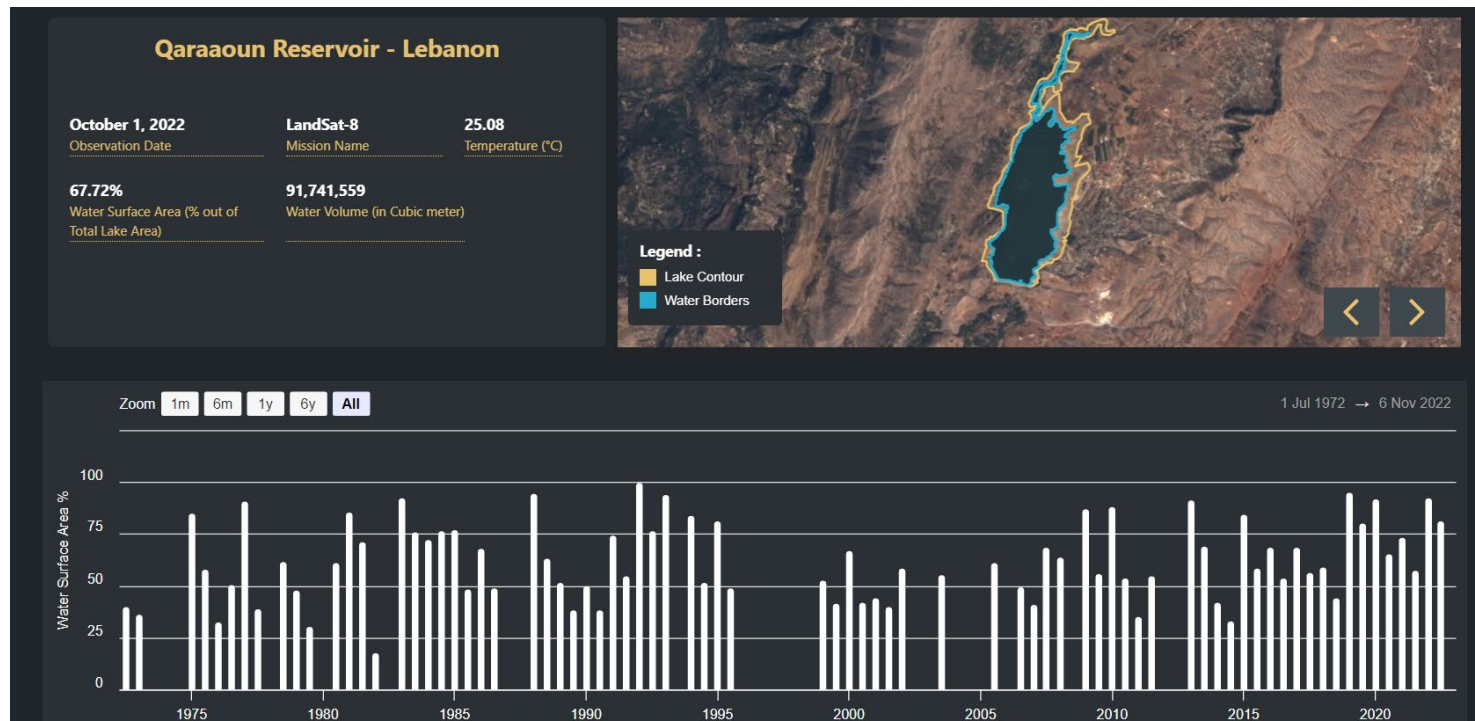 Qaraaoun Reservoir - Lebanon
October 1, 2022
Observation Date
LandSat-8
Mission Name
25.08
Temperature (°C)
67.72%
Water Surface Area (% out of
Total Lake Area)
91,741,559
Water Volume (in Cubic meter)
Legend :
Lake Contour
Water Borders
Zoom 1m 6m 1y 6y All
1 Jul 1972 → 6 Nov 2022
Water Surface Area %
100
75
50
25
0
1975 1980 1985 1990 1995 2000 2005 2010 2015 2020